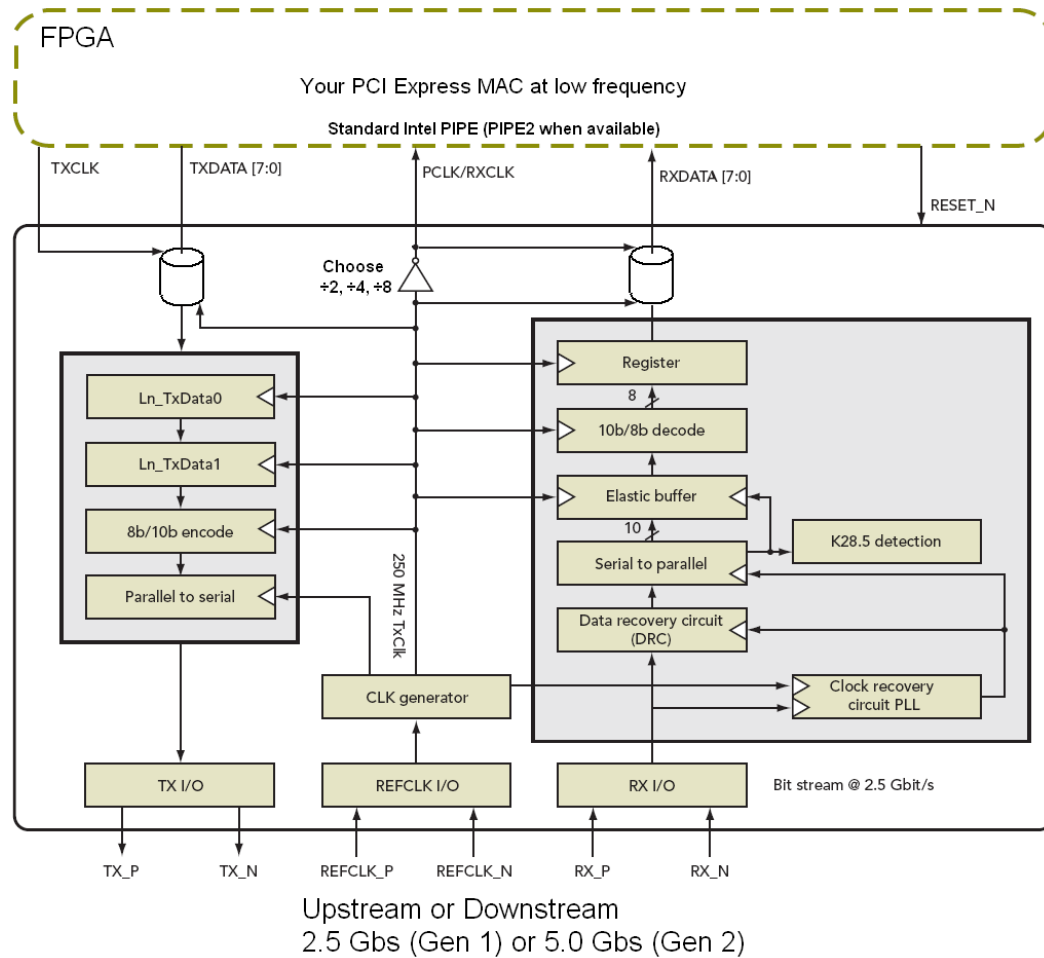 FPGA
Your PCI Express MAC at low frequency
Standard Intel PIPE (PIPE2 when available)
TXCLK
TXDATA [7:0]
PCLK/RXCLK
RXDATA [7:0]
RESET_N
Choose
÷2, ÷4, ÷8
Ln_TxData0
Ln_TxData1
8b/10b encode
Parallel to serial
250 MHz TxClk
CLK generator
Register
8
10b/8b decode
Elastic buffer
10
Serial to parallel
K28.5 detection
Data recovery circuit
(DRC)
Clock recovery
circuit PLL
TX I/O
REFCLK I/O
RX I/O
Bit stream @ 2.5 Gbit/s
TX_P
TX_N
REFCLK_P
REFCLK_N
RX_P
RX_N
Upstream or Downstream
2.5 Gbs (Gen 1) or 5.0 Gbs (Gen 2)